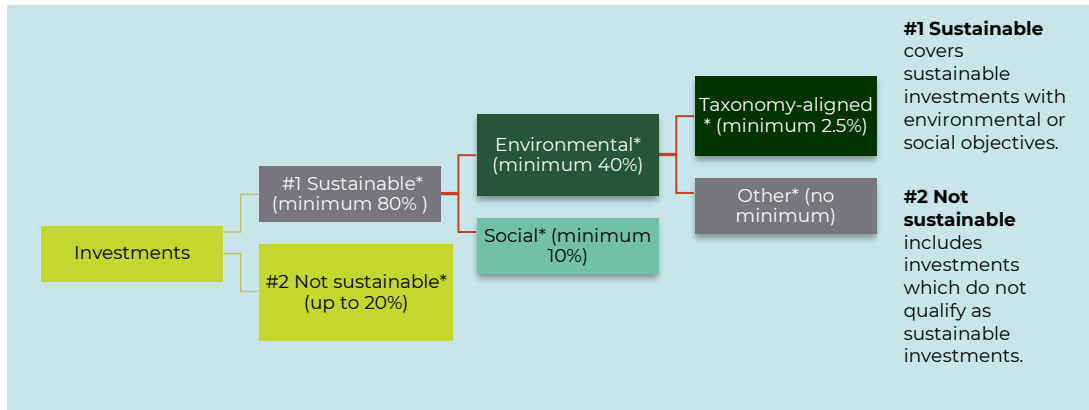 Investments
#1 Sustainable*
(minimum 80% )
#2 Not sustainable*
(up to 20%)
Environmental*
(minimum 40%)
Social* (minimum
10%)
Taxonomy-aligned
* (minimum 2.5%)
Other* (no
minimum)
#1 Sustainable
covers
sustainable
investments with
environmental or
social objectives.
#2 Not
sustainable
includes
investments
which do not
qualify as
sustainable
investments.